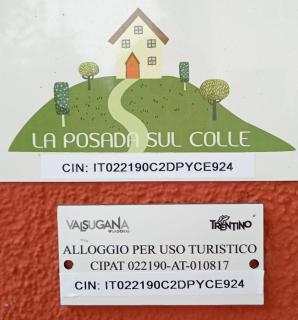 LA POSADA SUL COLLE
CIN: IT022190C2DPYCE924
VALSUGANA
TRENTINO
ALLOGGIO PER USO TURISTICO
CIPAT 022190-AT-010817
CIN: IT022190C2DPYCE924